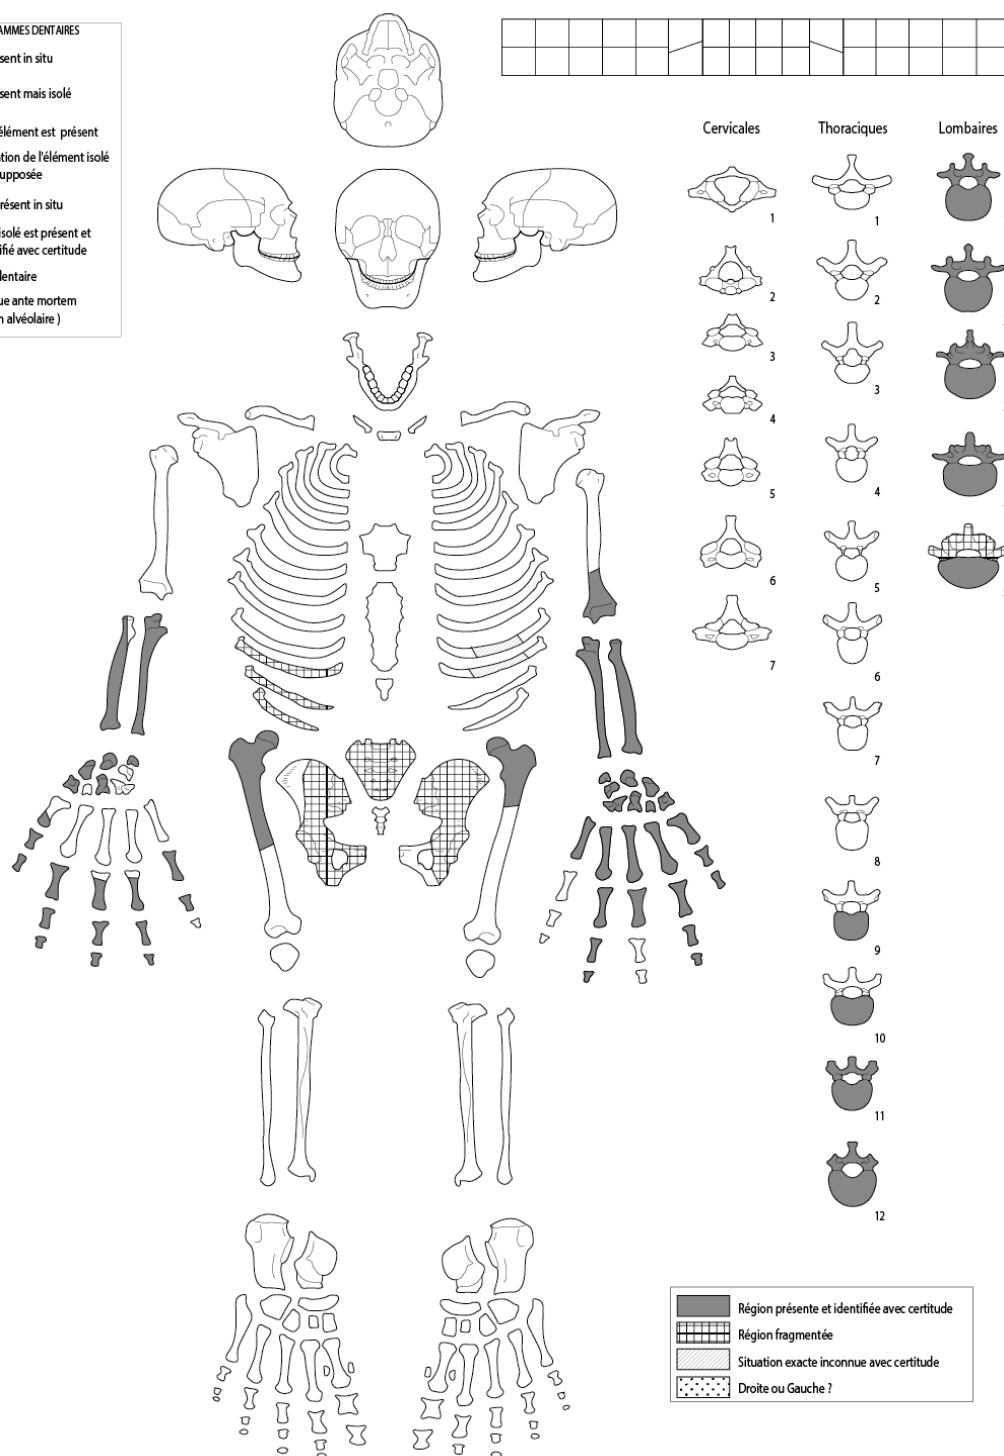 AMMES DENTAIRES
sent in situ
sent mais isolé
élément est présent
tion de l'élément isolé
upposée
résent in situ
isolé est présent et
ifié avec certitude
lentaire
ue ante mortem
n alvéolaire )
Cervicales
Thoraciques
Lombaires
1
2
3
4
5
6
7
1
2
3
4
5
6
7
8
9
10
11
12
Région présente et identifiée avec certitude
Région fragmentée
Situation exacte inconnue avec certitude
Droite ou Gauche ?